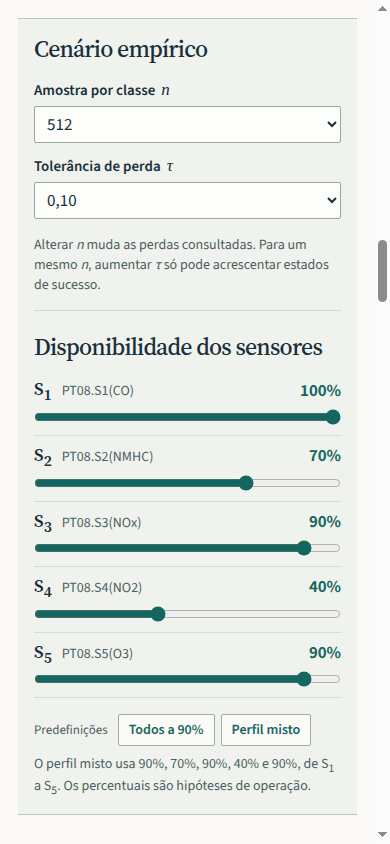 Cenário empírico
Amostra por classe n
512
Tolerância de perda τ
0,10
Alterar n muda as perdas consultadas. Para um
mesmo n, aumentar τ só pode acrescentar estados
de sucesso.
Disponibilidade dos sensores
S1 PT08.S1(CO) 100%
S2 PT08.S2(NMHC) 70%
S3 PT08.S3(NOx) 90%
S4 PT08.S4(NO2) 40%
S5 PT08.S5(O3) 90%
Predefinições Todos a 90% Perfil misto
O perfil misto usa 90%, 70%, 90%, 40% e 90%, de S1
a S5. Os percentuais são hipóteses de operação.